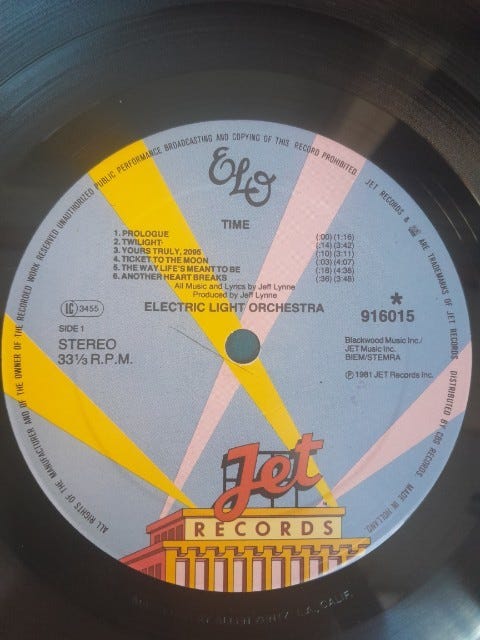 ALL RIGHTS OF THE MANUFACTURER AND OF THE OWNER OF THE RECORDED WORK RESERVED UNAUTHORIZED PUBLIC PERFORMANCE BROADCASTING AND COPYING OF THIS RECORD PROHIBITED
JET RECORDS & ARE TRADEMARKS OF JET RECORDS. DISTRIBUTED BY CBS RECORDS. MADE IN HOLLAND.
ELO
TIME
1. PROLOGUE (:00) (1:16)
2. TWILIGHT (:14) (3:42)
3. YOURS TRULY, 2095 (:10) (3:11)
4. TICKET TO THE MOON (:03) (4:07)
5. THE WAY LIFE'S MEANT TO BE (:18) (4:38)
6. ANOTHER HEART BREAKS (:36) (3:48)
All Music and Lyrics by Jeff Lynne
Produced by Jeff Lynne
ELECTRIC LIGHT ORCHESTRA
LC 3455
*
916015
SIDE 1
STEREO
33⅓ R.P.M.
Blackwood Music Inc./
JET Music Inc.
BIEM/STEMRA
℗ 1981 JET Records Inc.
Jet
RECORDS
L.A., CALIF.